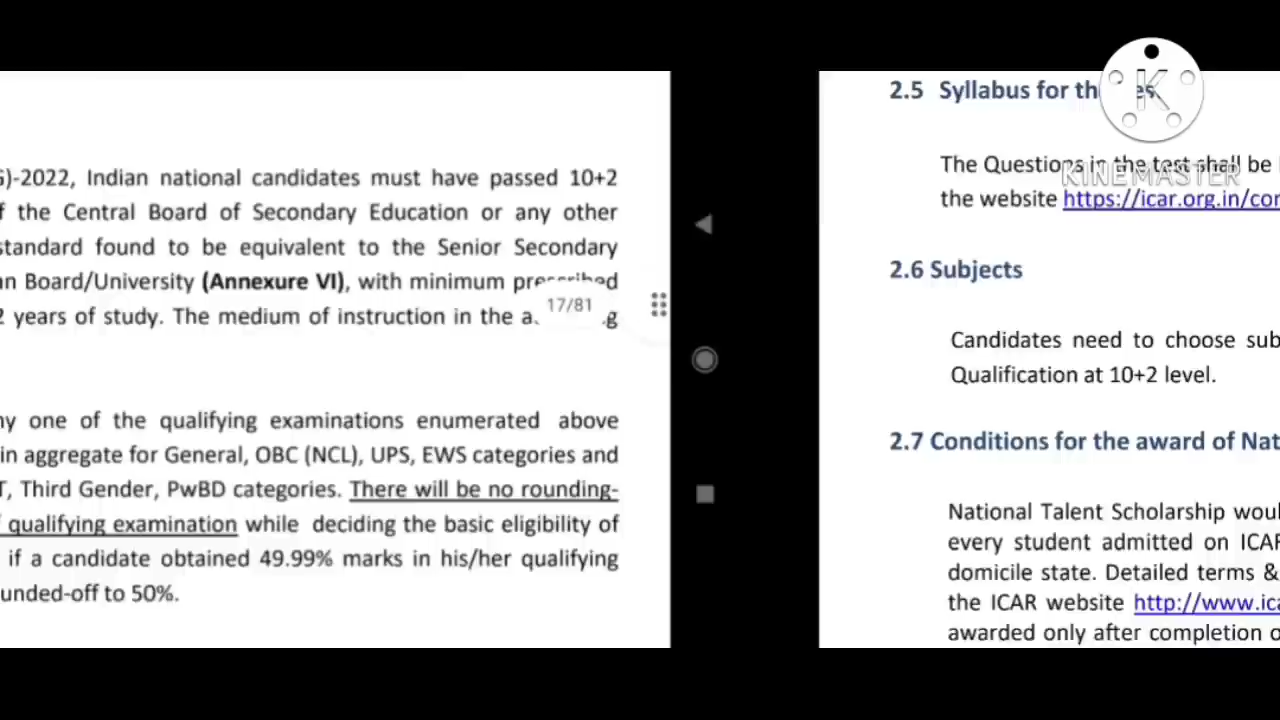 G)-2022, Indian national candidates must have passed 10+2
f the Central Board of Secondary Education or any other
standard found to be equivalent to the Senior Secondary
an Board/University (Annexure VI), with minimum
2 years of study. The medium of instruction in the
17/81
ny one of the qualifying examinations enumerated above
in aggregate for General, OBC (NCL), UPS, EWS categories and
T, Third Gender, PwBD categories. There will be no rounding-
f qualifying examination while deciding the basic eligibility of
if a candidate obtained 49.99% marks in his/her qualifying
unded-off to 50%.
2.5 Syllabus for
K
KINEMASTER
The Questions in the test shall be
the website https://icar.org.in/con
2.6 Subjects
Candidates need to choose sub
Qualification at 10+2 level.
2.7 Conditions for the award of Nat
National Talent Scholarship woul
every student admitted on ICAR
domicile state. Detailed terms &
the ICAR website http://www.ica
awarded only after completion o